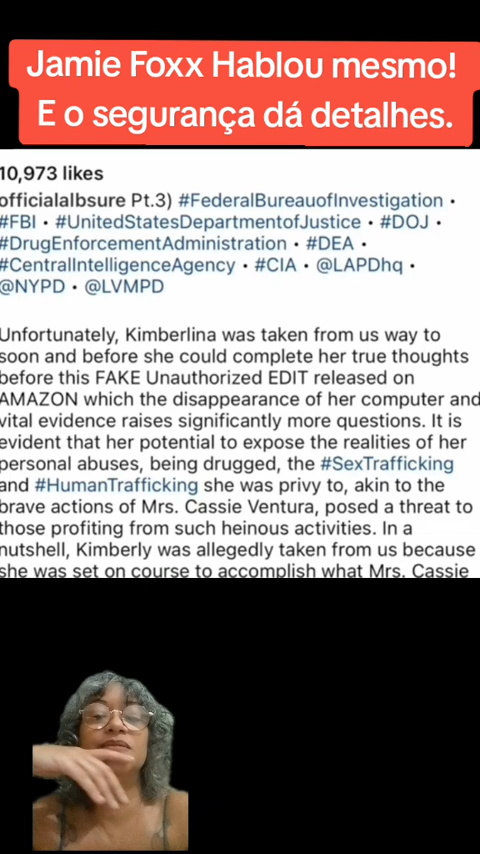 Jamie Foxx Hablou mesmo!
E o segurança dá detalhes.
10,973 likes
officialalbsure Pt.3) #FederalBureauofInvestigation •
#FBI • #UnitedStatesDepartmentofJustice • #DOJ •
#DrugEnforcementAdministration • #DEA •
#CentralIntelligenceAgency • #CIA • @LAPDhq •
@NYPD • @LVMPD
Unfortunately, Kimberlina was taken from us way to
soon and before she could complete her true thoughts
before this FAKE Unauthorized EDIT released on
AMAZON which the disappearance of her computer and
vital evidence raises significantly more questions. It is
evident that her potential to expose the realities of her
personal abuses, being drugged, the #SexTrafficking
and #HumanTrafficking she was privy to, akin to the
brave actions of Mrs. Cassie Ventura, posed a threat to
those profiting from such heinous activities. In a
nutshell, Kimberly was allegedly taken from us because
she was set on course to accomplish what Mrs. Cassie